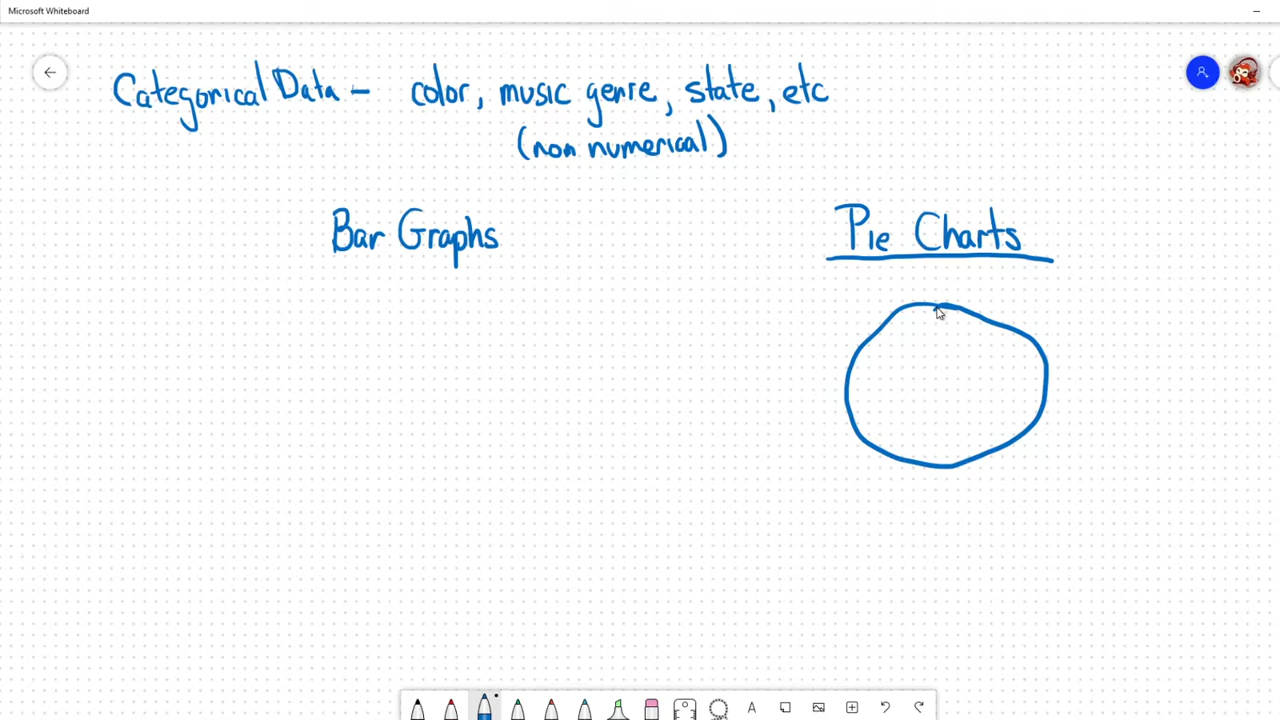 Microsoft Whiteboard
Categorical Data - color, music genre, state, etc
(non numerical)
Bar Graphs
Pie Charts
A